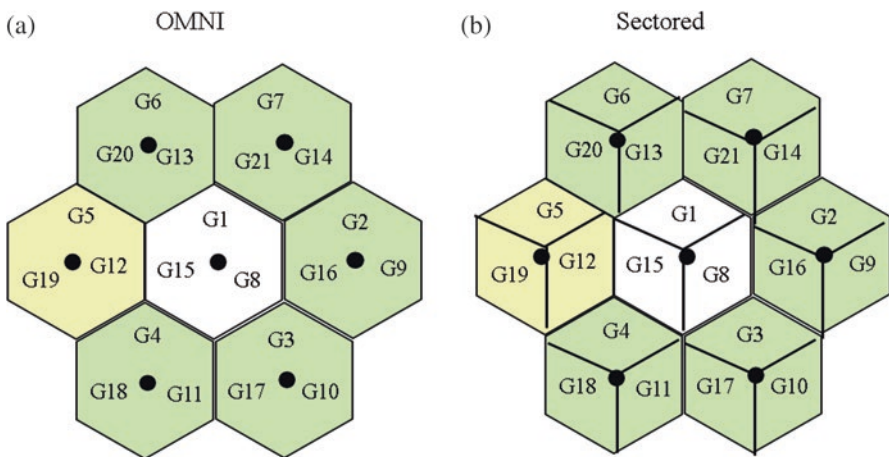 (a) OMNI
(b) Sectored
G6 G7
G20 G13 G21 G14
G5 G1 G2
G19 G12 G15 G8 G16 G9
G4 G3
G18 G11 G17 G10
G6 G7
G20 G13 G21 G14
G5 G1 G2
G19 G12 G15 G8 G16 G9
G4 G3
G18 G11 G17 G10